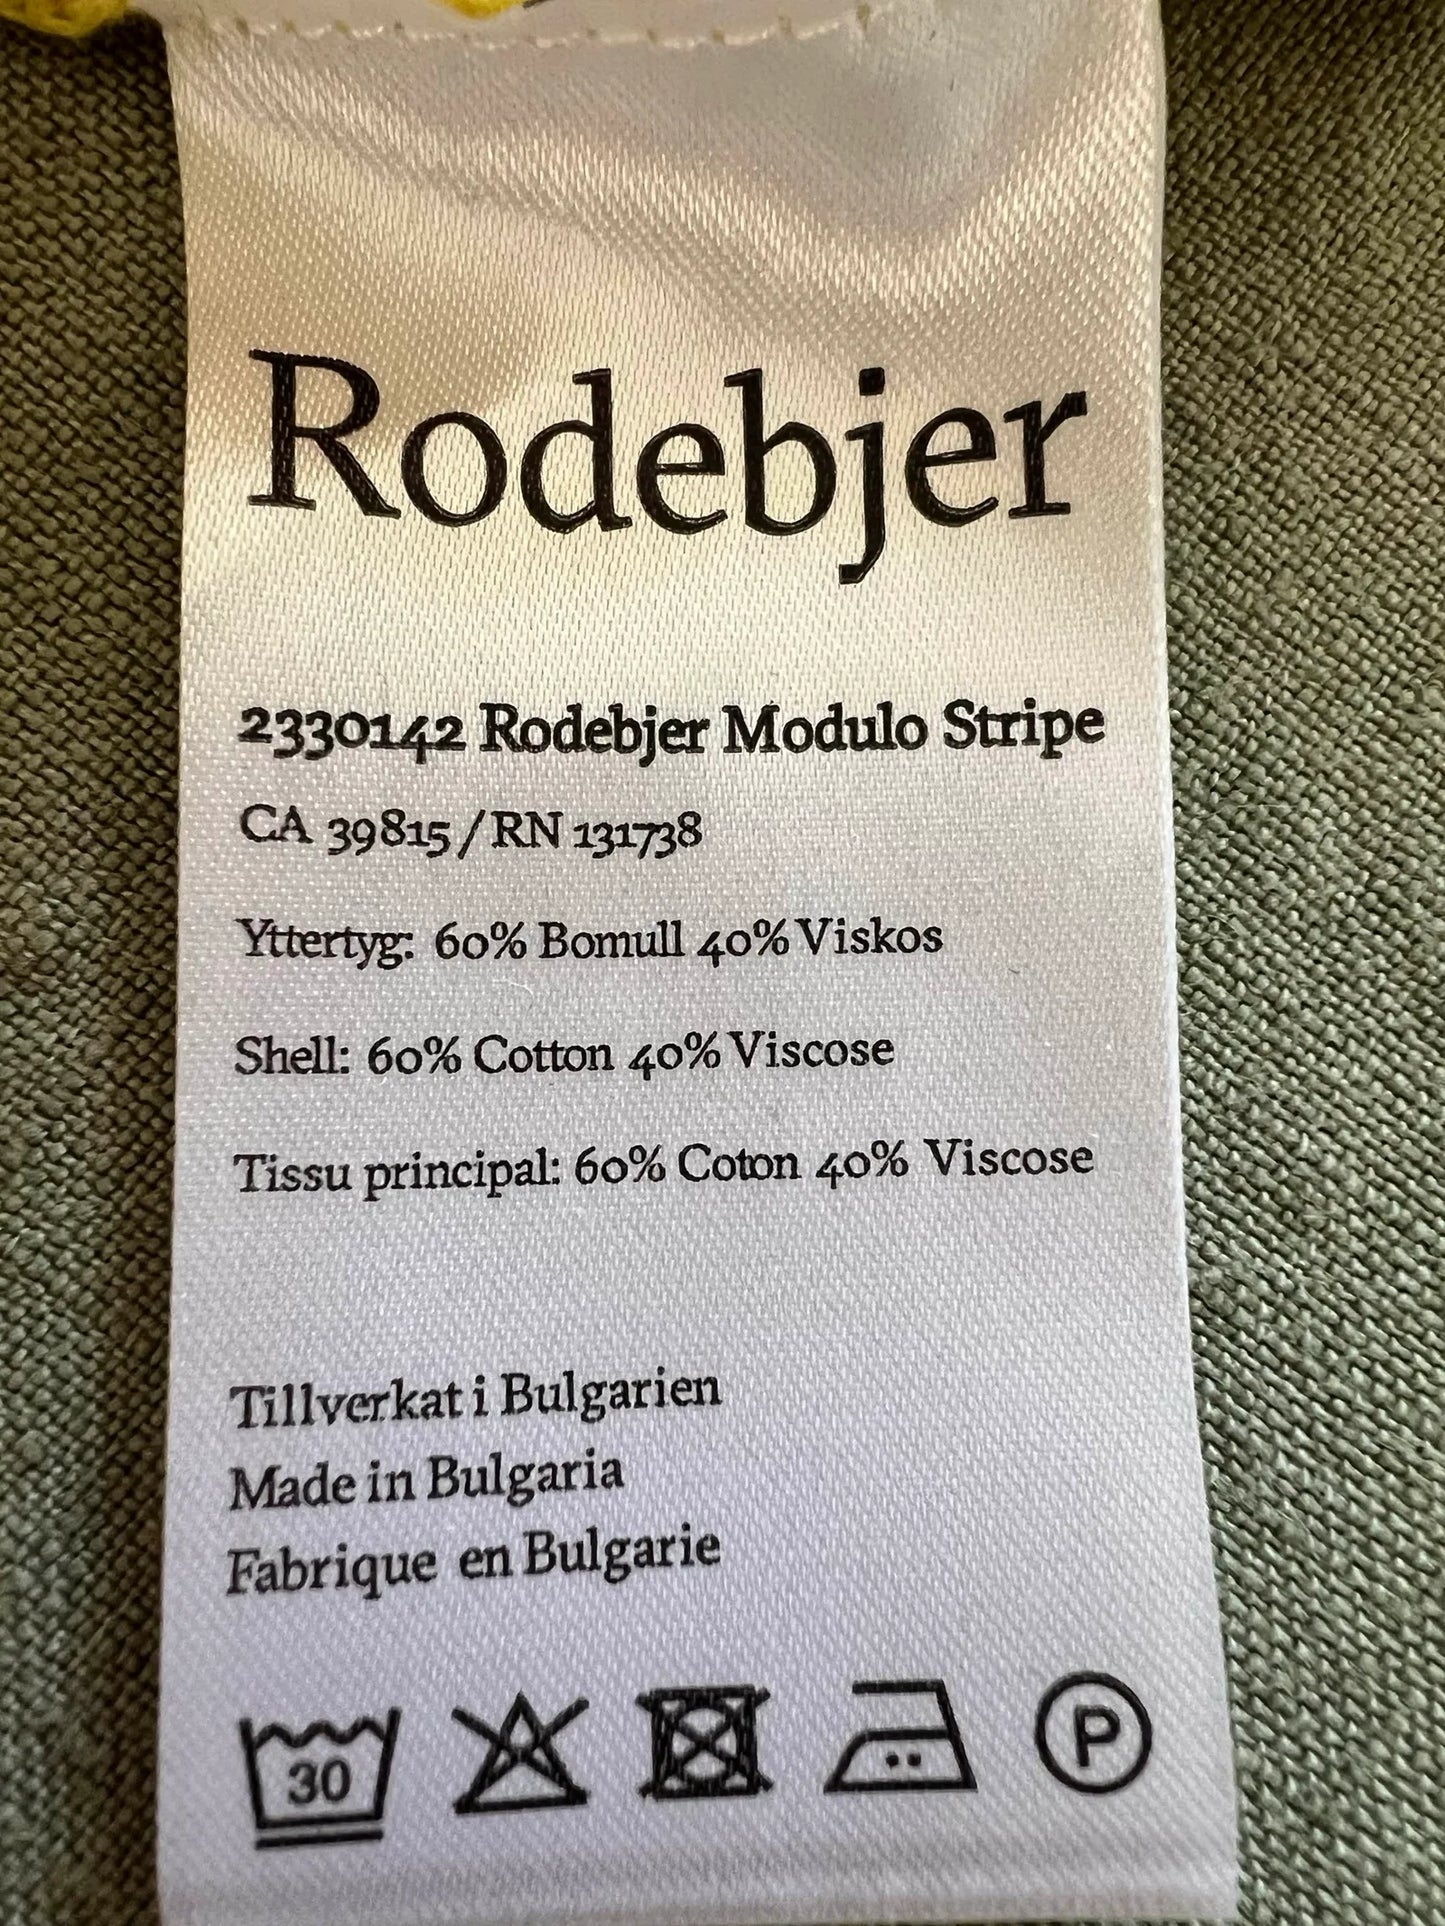 Rodebjer
2330142 Rodebjer Modulo Stripe
CA 39815 / RN 131738
Yttertyg: 60% Bomull 40% Viskos
Shell: 60% Cotton 40% Viscose
Tissu principal: 60% Coton 40% Viscose
Tillverkat i Bulgarien
Made in Bulgaria
Fabrique en Bulgarie
30 P